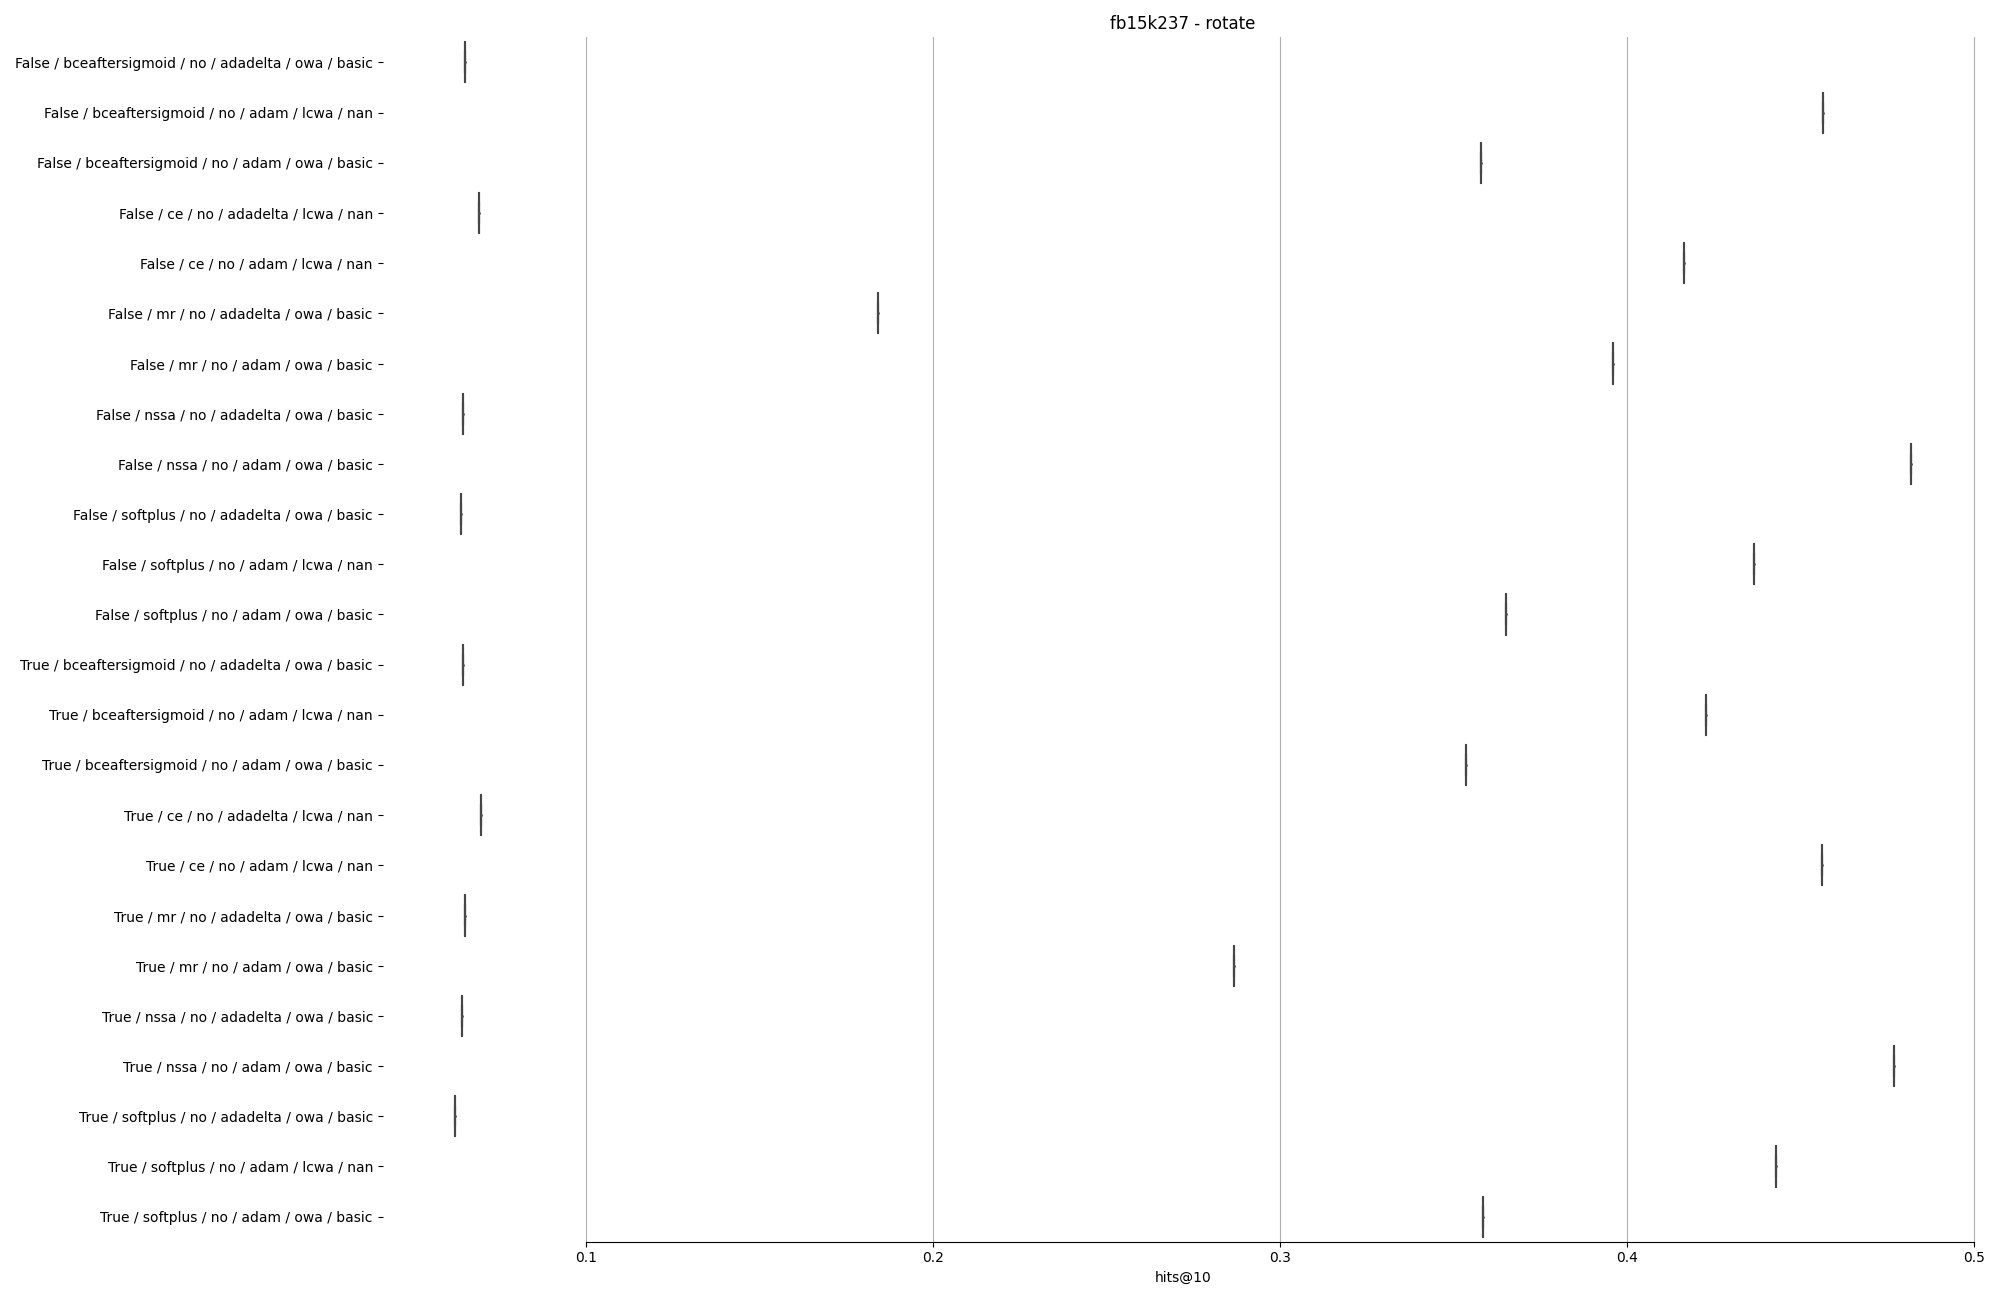 fb15k237 - rotate
False / bceaftersigmoid / no / adadelta / owa / basic
False / bceaftersigmoid / no / adam / lcwa / nan
False / bceaftersigmoid / no / adam / owa / basic
False / ce / no / adadelta / lcwa / nan
False / ce / no / adam / lcwa / nan
False / mr / no / adadelta / owa / basic
False / mr / no / adam / owa / basic
False / nssa / no / adadelta / owa / basic
False / nssa / no / adam / owa / basic
False / softplus / no / adadelta / owa / basic
False / softplus / no / adam / lcwa / nan
False / softplus / no / adam / owa / basic
True / bceaftersigmoid / no / adadelta / owa / basic
True / bceaftersigmoid / no / adam / lcwa / nan
True / bceaftersigmoid / no / adam / owa / basic
True / ce / no / adadelta / lcwa / nan
True / ce / no / adam / lcwa / nan
True / mr / no / adadelta / owa / basic
True / mr / no / adam / owa / basic
True / nssa / no / adadelta / owa / basic
True / nssa / no / adam / owa / basic
True / softplus / no / adadelta / owa / basic
True / softplus / no / adam / lcwa / nan
True / softplus / no / adam / owa / basic
0.1 0.2 0.3 0.4 0.5
hits@10